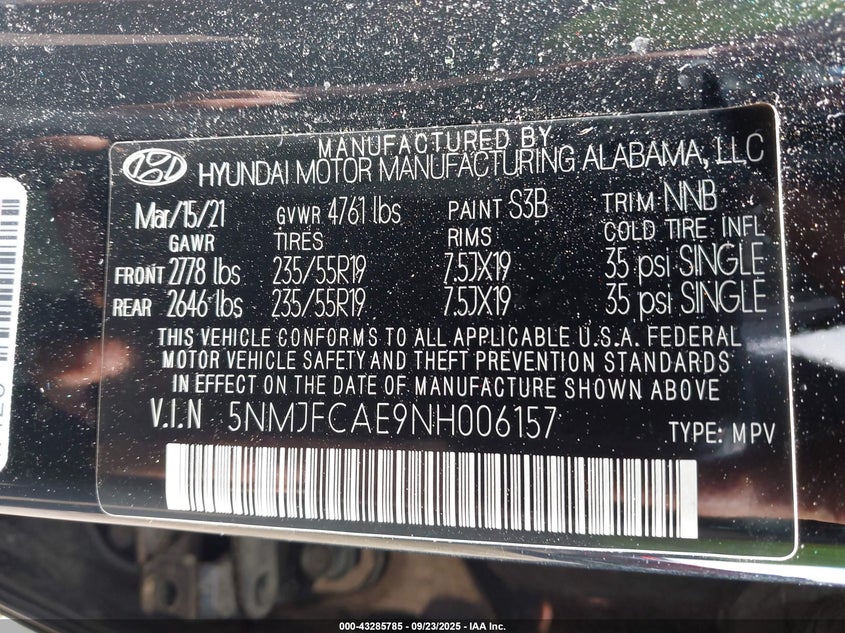 MANUFACTURED BY
HYUNDAI MOTOR MANUFACTURING ALABAMA, LLC
Mar/15/21 GVWR 4761 lbs PAINT S3B TRIM NNB
GAWR TIRES RIMS COLD TIRE INFL
FRONT 2778 lbs 235/55R19 7.5JX19 35 psi SINGLE
REAR 2646 lbs 235/55R19 7.5JX19 35 psi SINGLE
THIS VEHICLE CONFORMS TO ALL APPLICABLE U.S.A. FEDERAL
MOTOR VEHICLE SAFETY AND THEFT PREVENTION STANDARDS
IN EFFECT ON THE DATE OF MANUFACTURE SHOWN ABOVE
V.I.N 5NMJFCAE9NH006157 TYPE: MPV
000-43285785 - 09/23/2025 - IAA Inc.